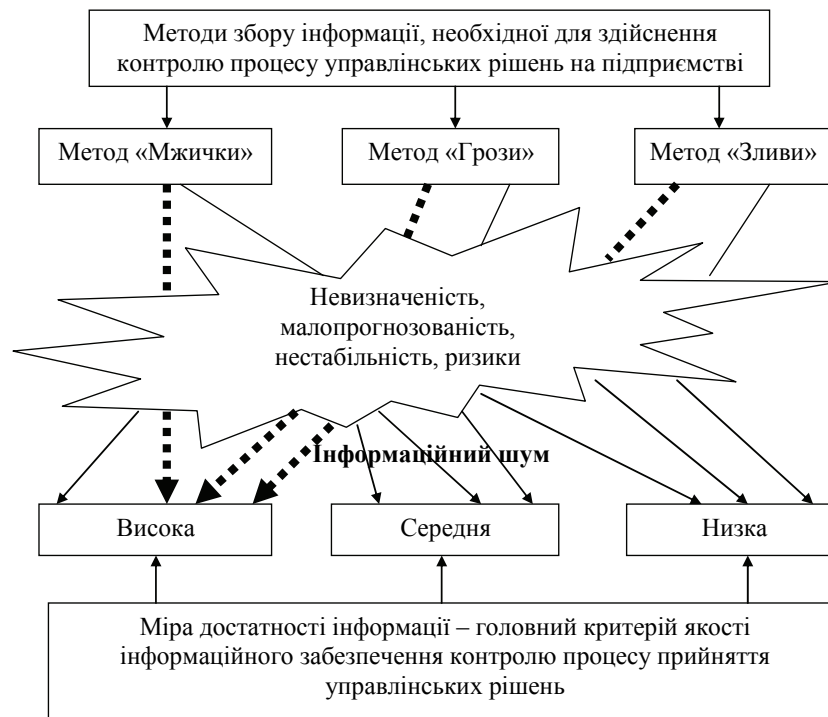 Методи збору інформації, необхідної для здійснення
контролю процесу управлінських рішень на підприємстві
Метод «Мжички»
Метод «Грози»
Метод «Зливи»
Невизначеність,
малопрогнозованість,
нестабільність, ризики
Інформаційний шум
Висока
Середня
Низка
Міра достатності інформації – головний критерій якості
інформаційного забезпечення контролю процесу прийняття
управлінських рішень